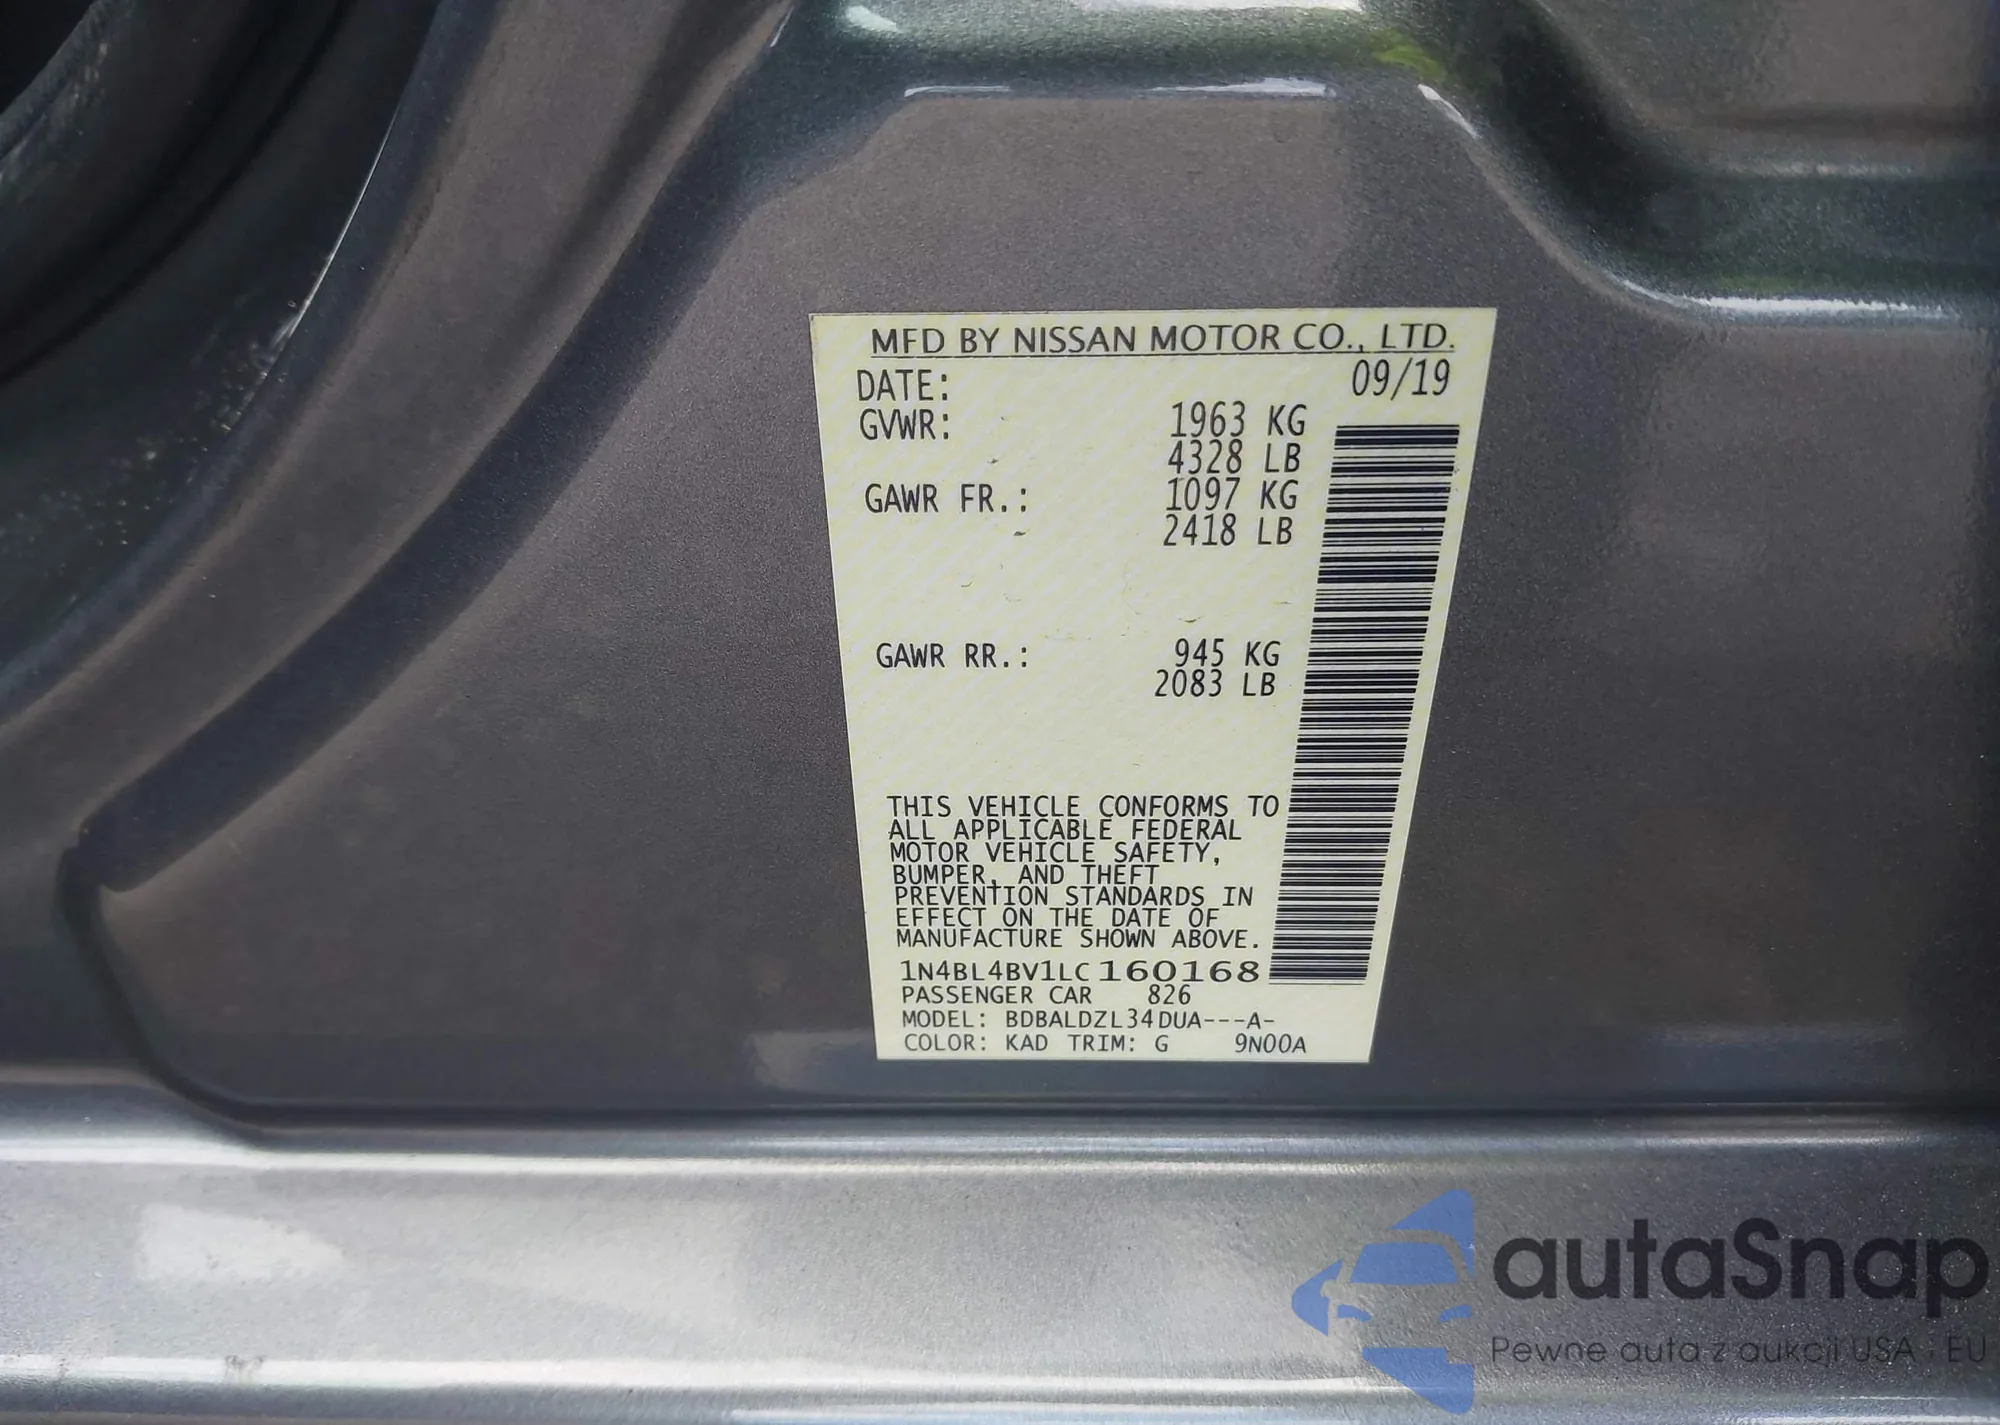 MFD BY NISSAN MOTOR CO., LTD.
DATE: 09/19
GVWR: 1963 KG
4328 LB
GAWR FR.: 1097 KG
2418 LB
GAWR RR.: 945 KG
2083 LB
THIS VEHICLE CONFORMS TO
ALL APPLICABLE FEDERAL
MOTOR VEHICLE SAFETY,
BUMPER, AND THEFT
PREVENTION STANDARDS IN
EFFECT ON THE DATE OF
MANUFACTURE SHOWN ABOVE.
1N4BL4BV1LC160168
PASSENGER CAR 826
MODEL: BDBALDZL34DUA---A-
COLOR: KAD TRIM: G 9N00A
autaSnap
Pewne auta z aukcji USA i EU